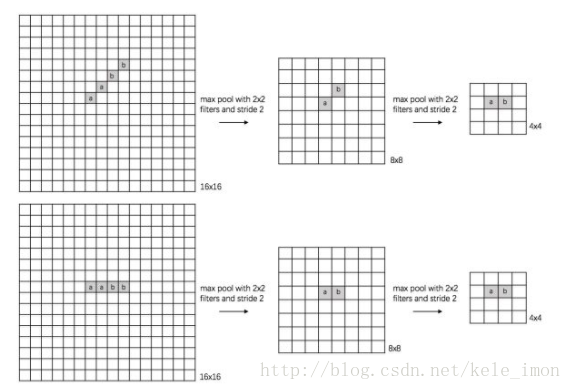 b
b
a
a
max pool with 2x2
filters and stride 2
16x16
b
a
max pool with 2x2
filters and stride 2
8x8
a b
4x4
a a b b
max pool with 2x2
filters and stride 2
16x16
a b
max pool with 2x2
filters and stride 2
8x8
a b
4x4
http://blog.csdn.net/kele_imon